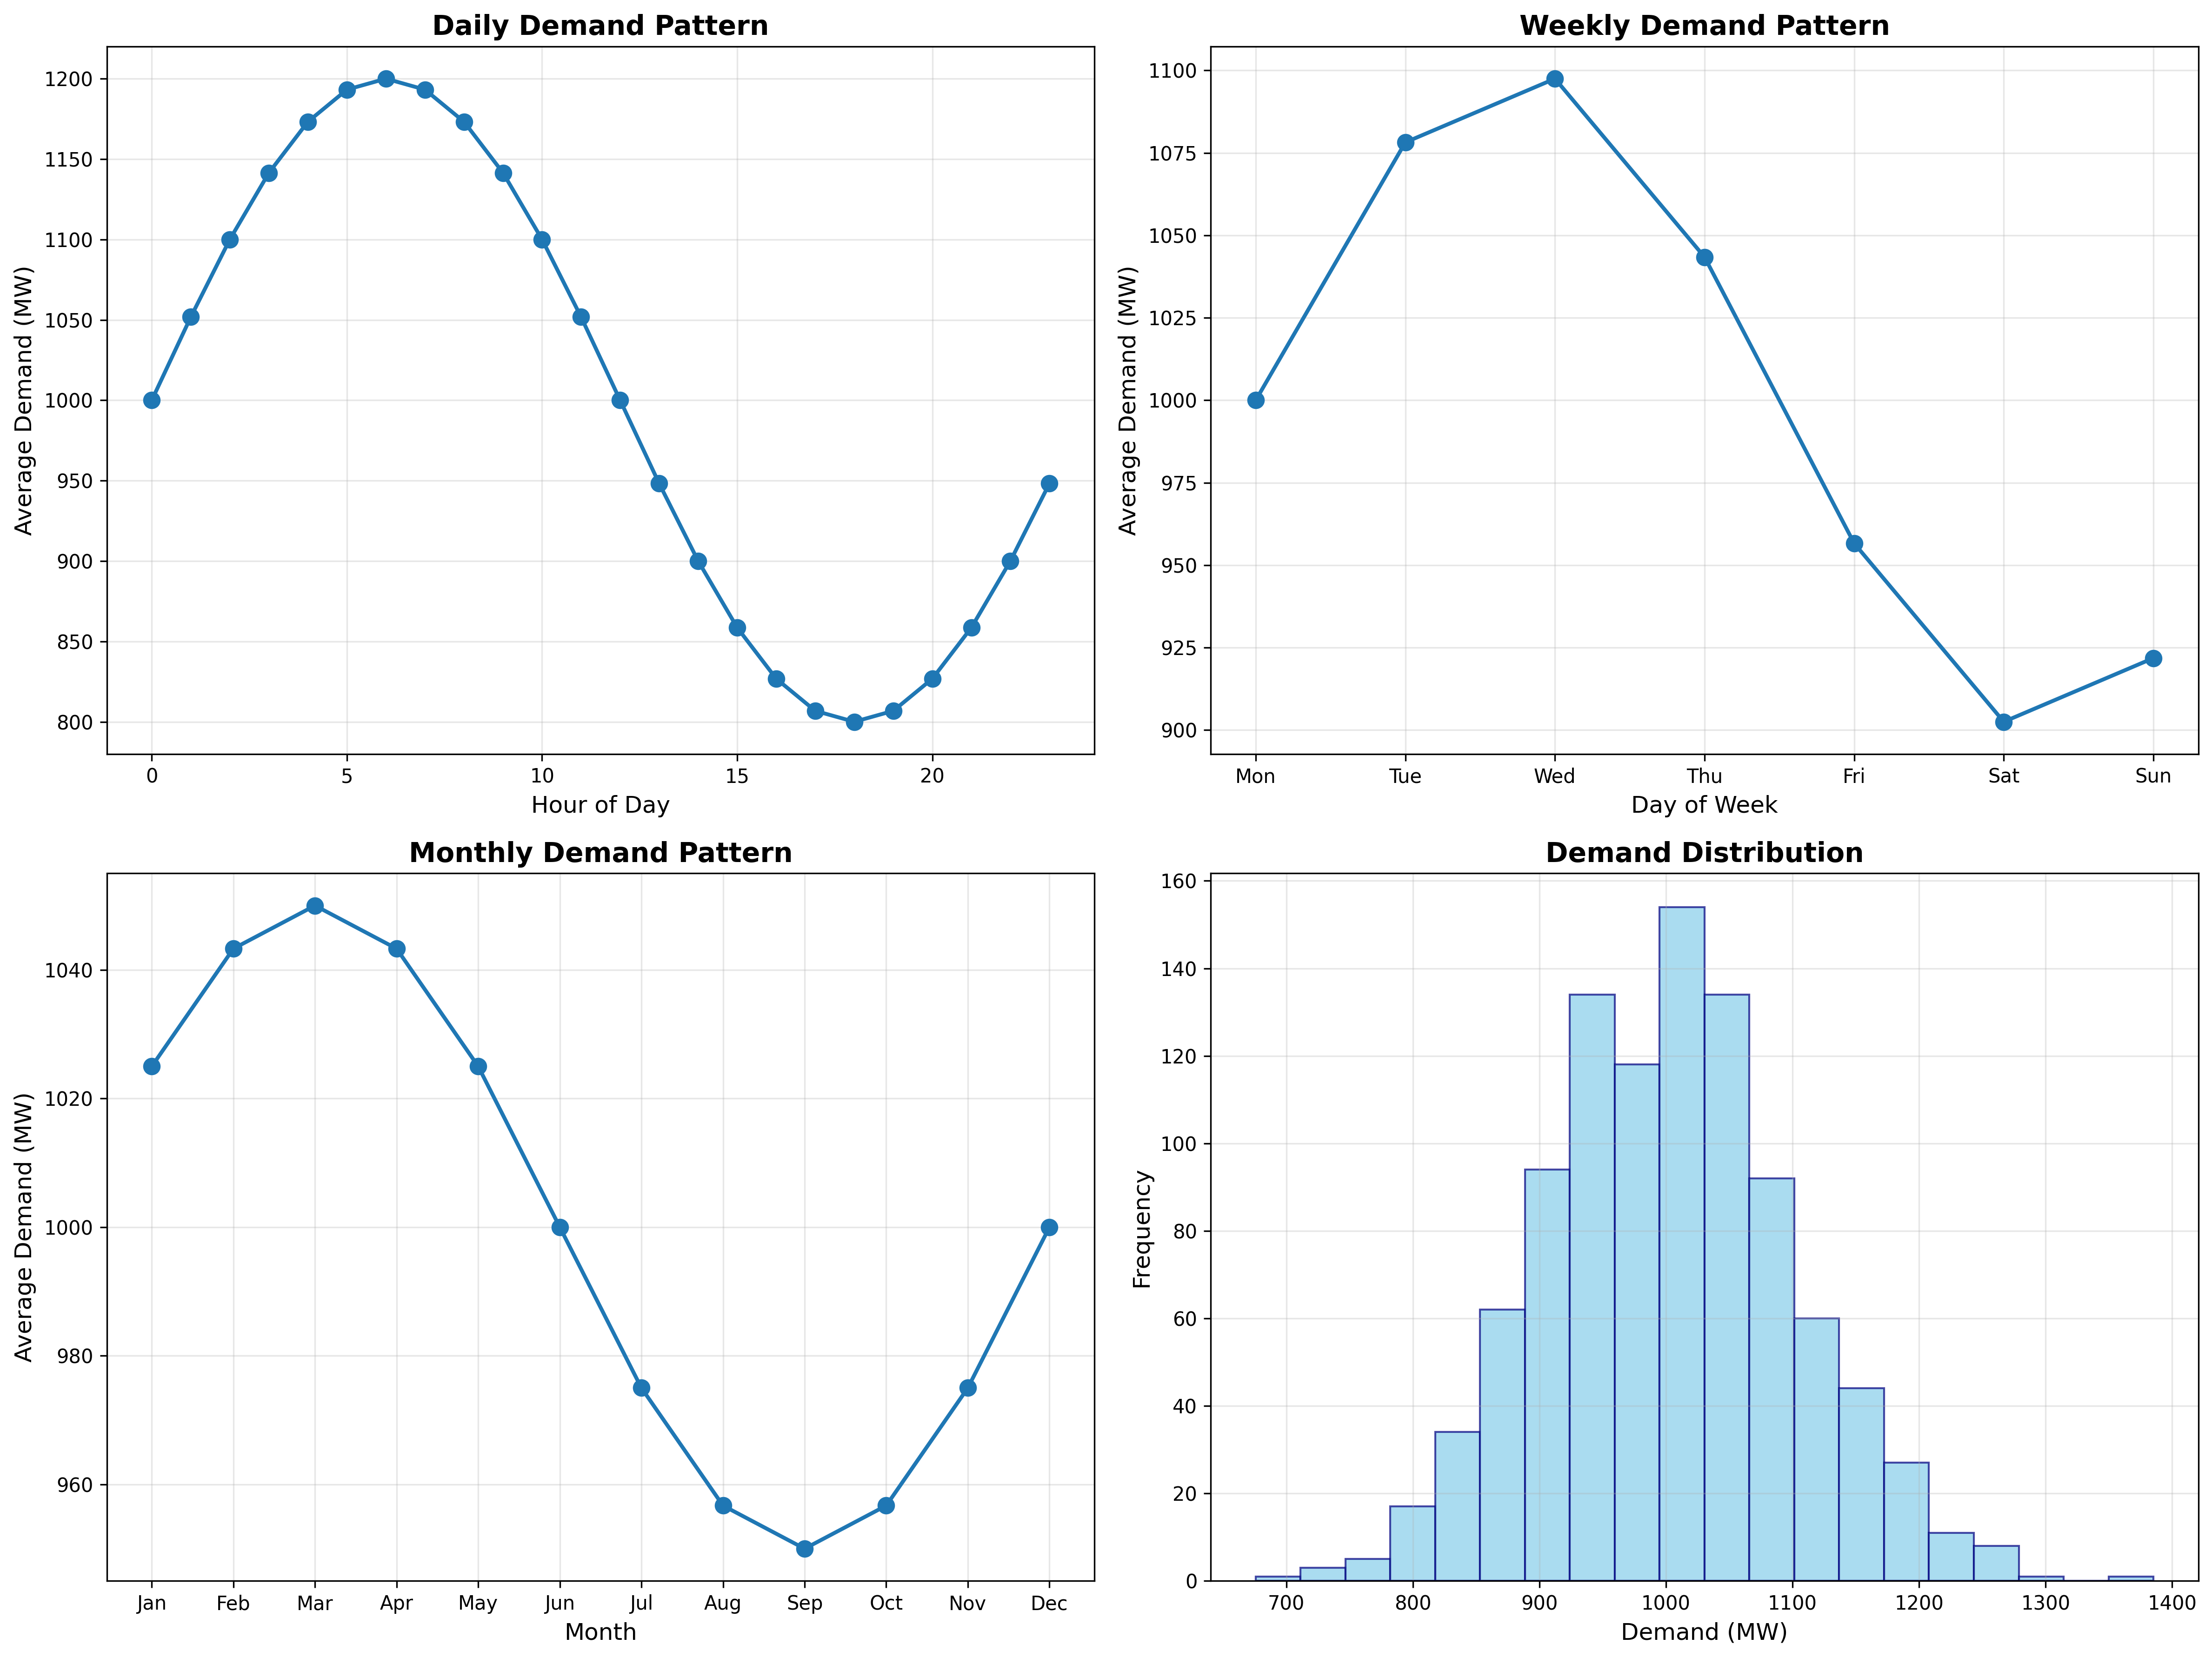 Daily Demand Pattern
Average Demand (MW)
1200
1150
1100
1050
1000
950
900
850
800
0 5 10 15 20
Hour of Day
Weekly Demand Pattern
Average Demand (MW)
1100
1075
1050
1025
1000
975
950
925
900
Mon Tue Wed Thu Fri Sat Sun
Day of Week
Monthly Demand Pattern
Average Demand (MW)
1040
1020
1000
980
960
Jan Feb Mar Apr May Jun Jul Aug Sep Oct Nov Dec
Month
Demand Distribution
Frequency
160
140
120
100
80
60
40
20
0
700 800 900 1000 1100 1200 1300 1400
Demand (MW)